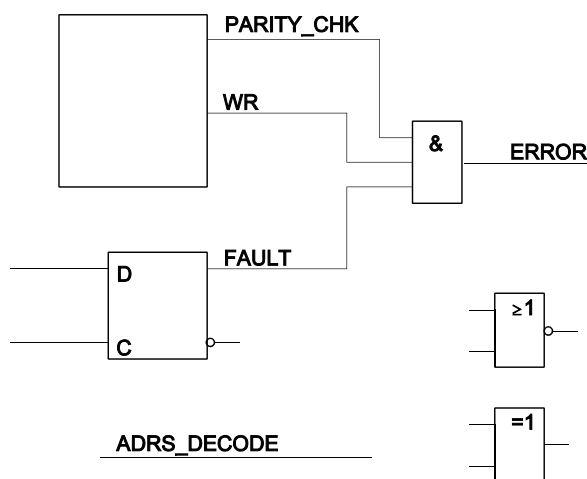 PARITY_CHK
WR
&
ERROR
FAULT
D
C
≥1
=1
ADRS_DECODE